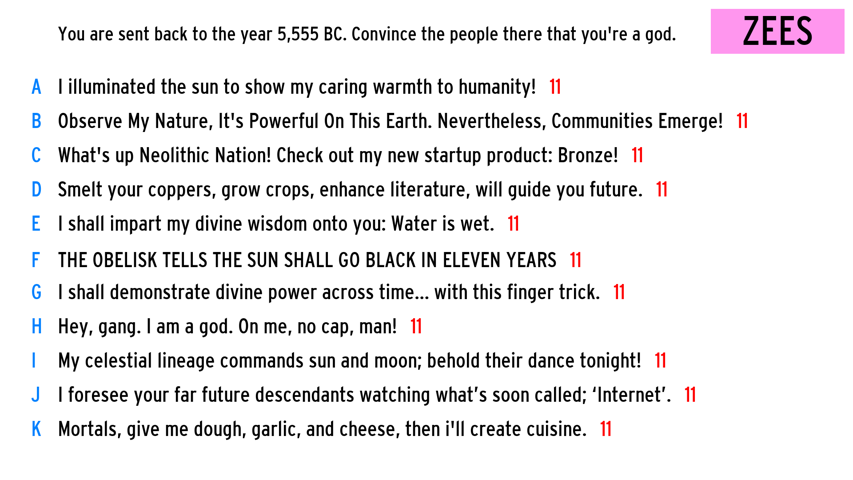 You are sent back to the year 5,555 BC. Convince the people there that you're a god.
ZEES
A I illuminated the sun to show my caring warmth to humanity! 11
B Observe My Nature, It's Powerful On This Earth. Nevertheless, Communities Emerge! 11
C What's up Neolithic Nation! Check out my new startup product: Bronze! 11
D Smelt your coppers, grow crops, enhance literature, will guide you future. 11
E I shall impart my divine wisdom onto you: Water is wet. 11
F THE OBELISK TELLS THE SUN SHALL GO BLACK IN ELEVEN YEARS 11
G I shall demonstrate divine power across time... with this finger trick. 11
H Hey, gang. I am a god. On me, no cap, man! 11
I My celestial lineage commands sun and moon; behold their dance tonight! 11
J I foresee your far future descendants watching what’s soon called; ‘Internet’. 11
K Mortals, give me dough, garlic, and cheese, then i'll create cuisine. 11